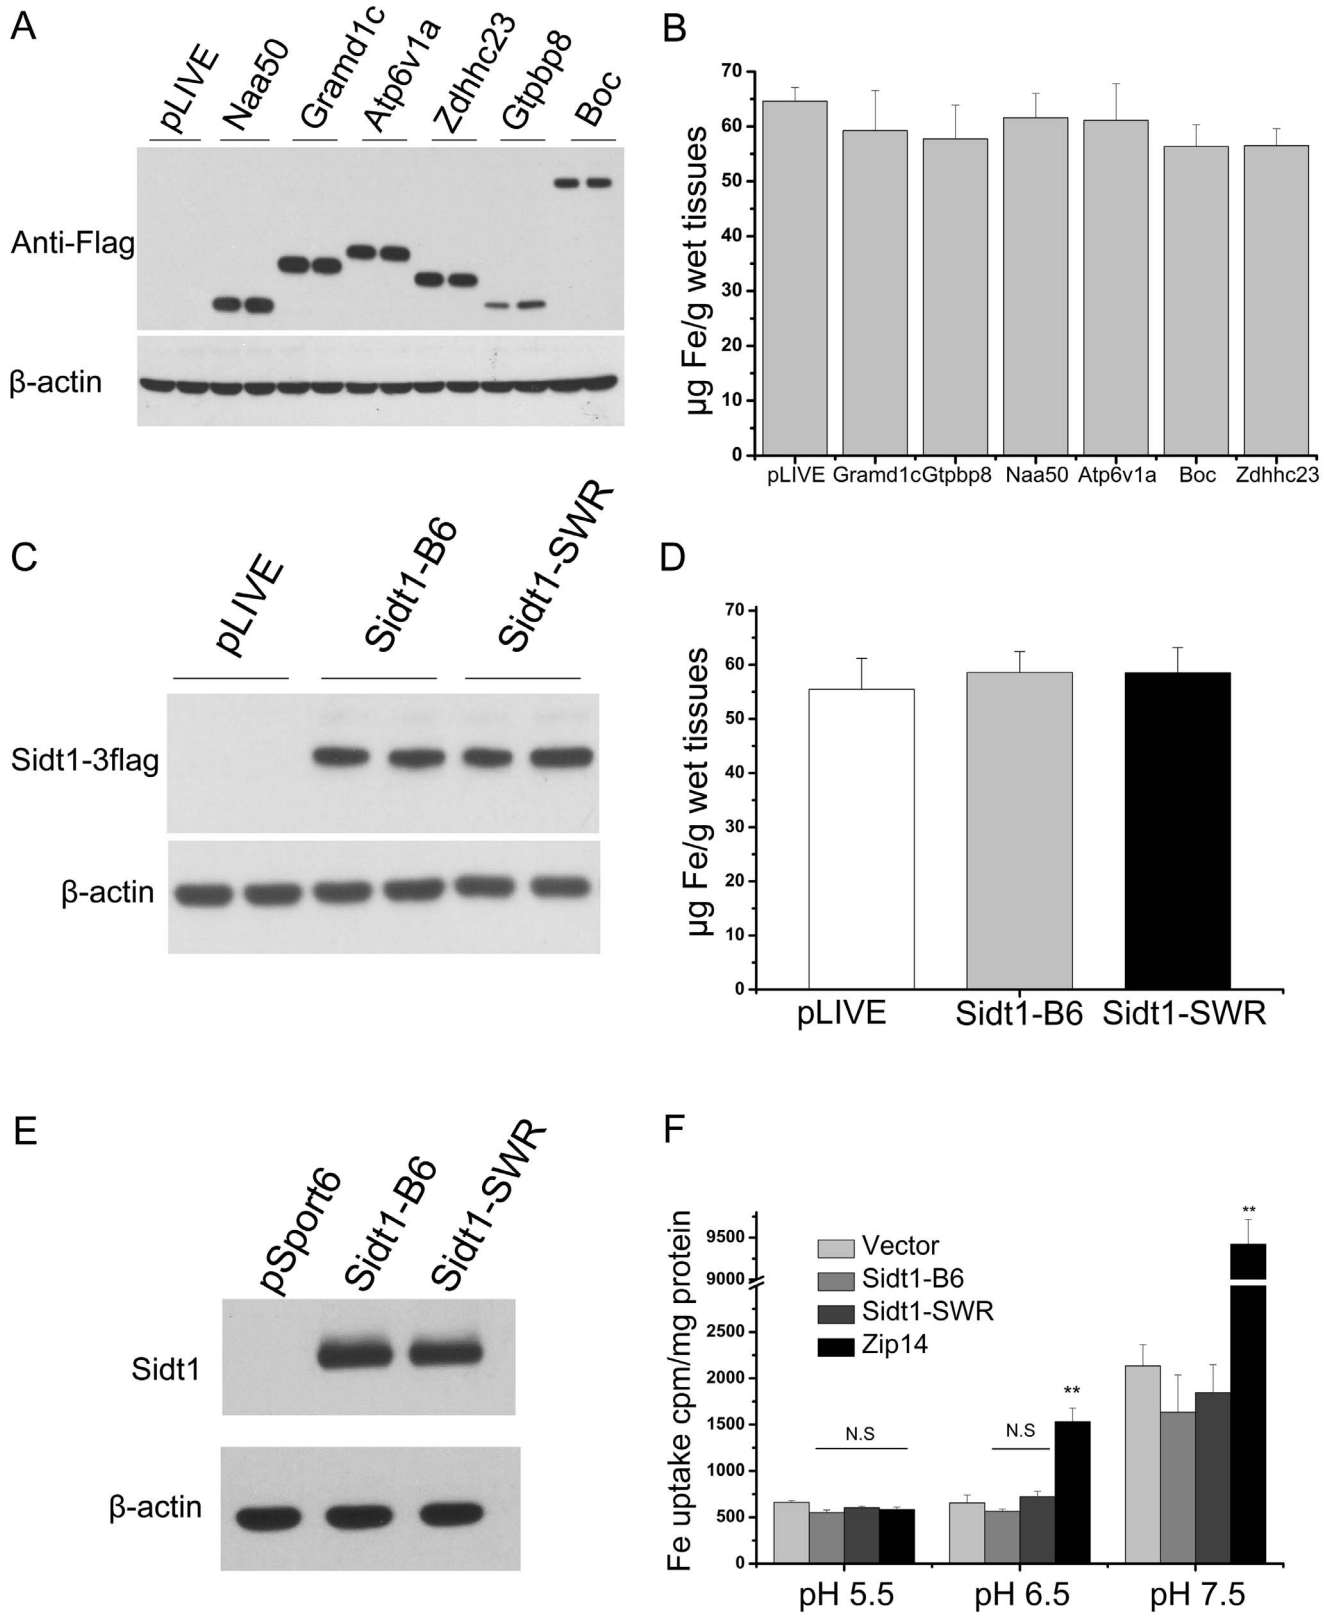 A
pLIVE
Naa50
Gramd1c
Atp6v1a
Zdhhc23
Gtpbp8
Boc
Anti-Flag
β-actin
B
µg Fe/g wet tissues
70
60
50
40
30
20
10
0
pLIVE Gramd1c Gtpbp8 Naa50 Atp6v1a Boc Zdhhc23
C
pLIVE
Sidt1-B6
Sidt1-SWR
Sidt1-3flag
β-actin
D
µg Fe/g wet tissues
70
60
50
40
30
20
10
0
pLIVE Sidt1-B6 Sidt1-SWR
E
pSport6
Sidt1-B6
Sidt1-SWR
Sidt1
β-actin
F
Fe uptake cpm/mg protein
9500
9000
2500
2000
1500
1000
500
0
Vector
Sidt1-B6
Sidt1-SWR
Zip14
N.S
N.S
**
**
pH 5.5 pH 6.5 pH 7.5